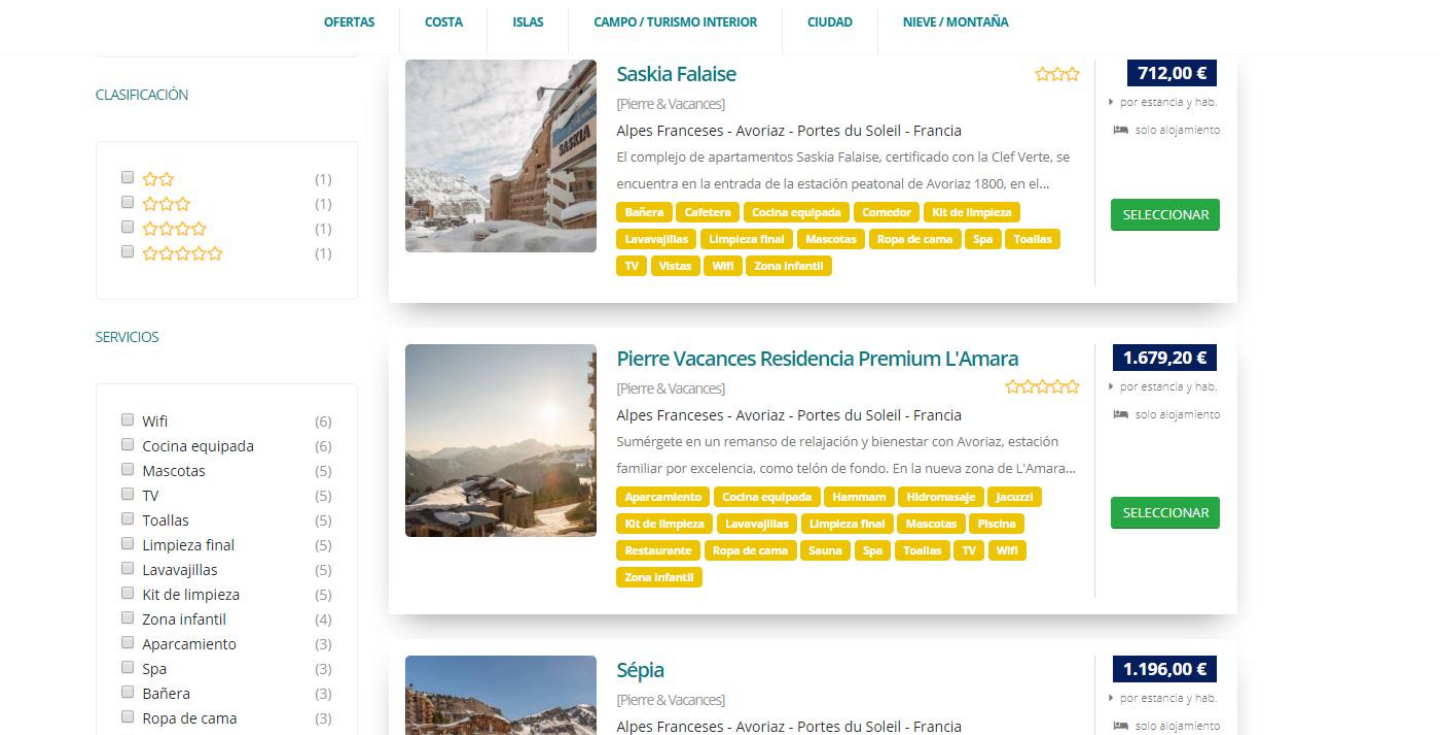 OFERTAS
COSTA
ISLAS
CAMPO / TURISMO INTERIOR
CIUDAD
NIEVE / MONTAÑA
CLASIFICACIÓN
(1)
(1)
(1)
(1)
SERVICIOS
Wifi (6)
Cocina equipada (6)
Mascotas (5)
TV (5)
Toallas (5)
Limpieza final (5)
Lavavajillas (5)
Kit de limpieza (5)
Zona infantil (4)
Aparcamiento (3)
Spa (3)
Bañera (3)
Ropa de cama (3)
SASKIA
Saskia Falaise
[Pierre & Vacances]
Alpes Franceses - Avoriaz - Portes du Soleil - Francia
El complejo de apartamentos Saskia Falaise, certificado con la Clef Verte, se
encuentra en la entrada de la estación peatonal de Avoriaz 1800, en el...
Bañera Cafetera Cocina equipada Comedor Kit de limpieza
Lavavajillas Limpieza final Mascotas Ropa de cama Spa Toallas
TV Vistas Wifi Zona infantil
712,00 €
por estancia y hab.
solo alojamiento
SELECCIONAR
Pierre Vacances Residencia Premium L'Amara
[Pierre & Vacances]
Alpes Franceses - Avoriaz - Portes du Soleil - Francia
Sumérgete en un remanso de relajación y bienestar con Avoriaz, estación
familiar por excelencia, como telón de fondo. En la nueva zona de L'Amara...
Aparcamiento Cocina equipada Hammam Hidromasaje Jacuzzi
Kit de limpieza Lavavajillas Limpieza final Mascotas Piscina
Restaurante Ropa de cama Sauna Spa Toallas TV Wifi
Zona infantil
1.679,20 €
por estancia y hab.
solo alojamiento
SELECCIONAR
Sépia
[Pierre & Vacances]
Alpes Franceses - Avoriaz - Portes du Soleil - Francia
1.196,00 €
por estancia y hab.
solo alojamiento